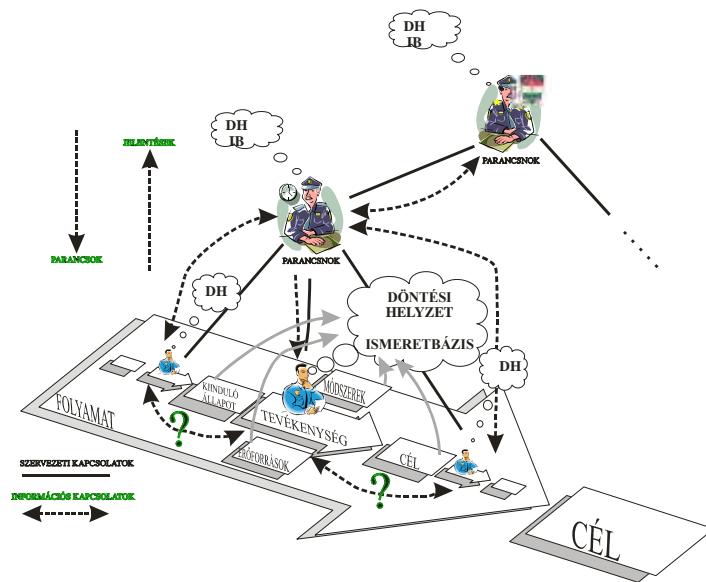 DH
IB
PARANCSNOK
DH
IB
PARANCSNOK
JELENTÉSEK
PARANCSOK
DH
DÖNTÉSI
HELYZET
ISMERETBÁZIS
DH
FOLYAMAT
KIINDULÓ
ÁLLAPOT
MÓDSZEREK
TEVÉKENYSÉG
ERŐFORRÁSOK
CÉL
?
?
SZERVEZETI KAPCSOLATOK
INFORMÁCIÓS KAPCSOLATOK
CÉL